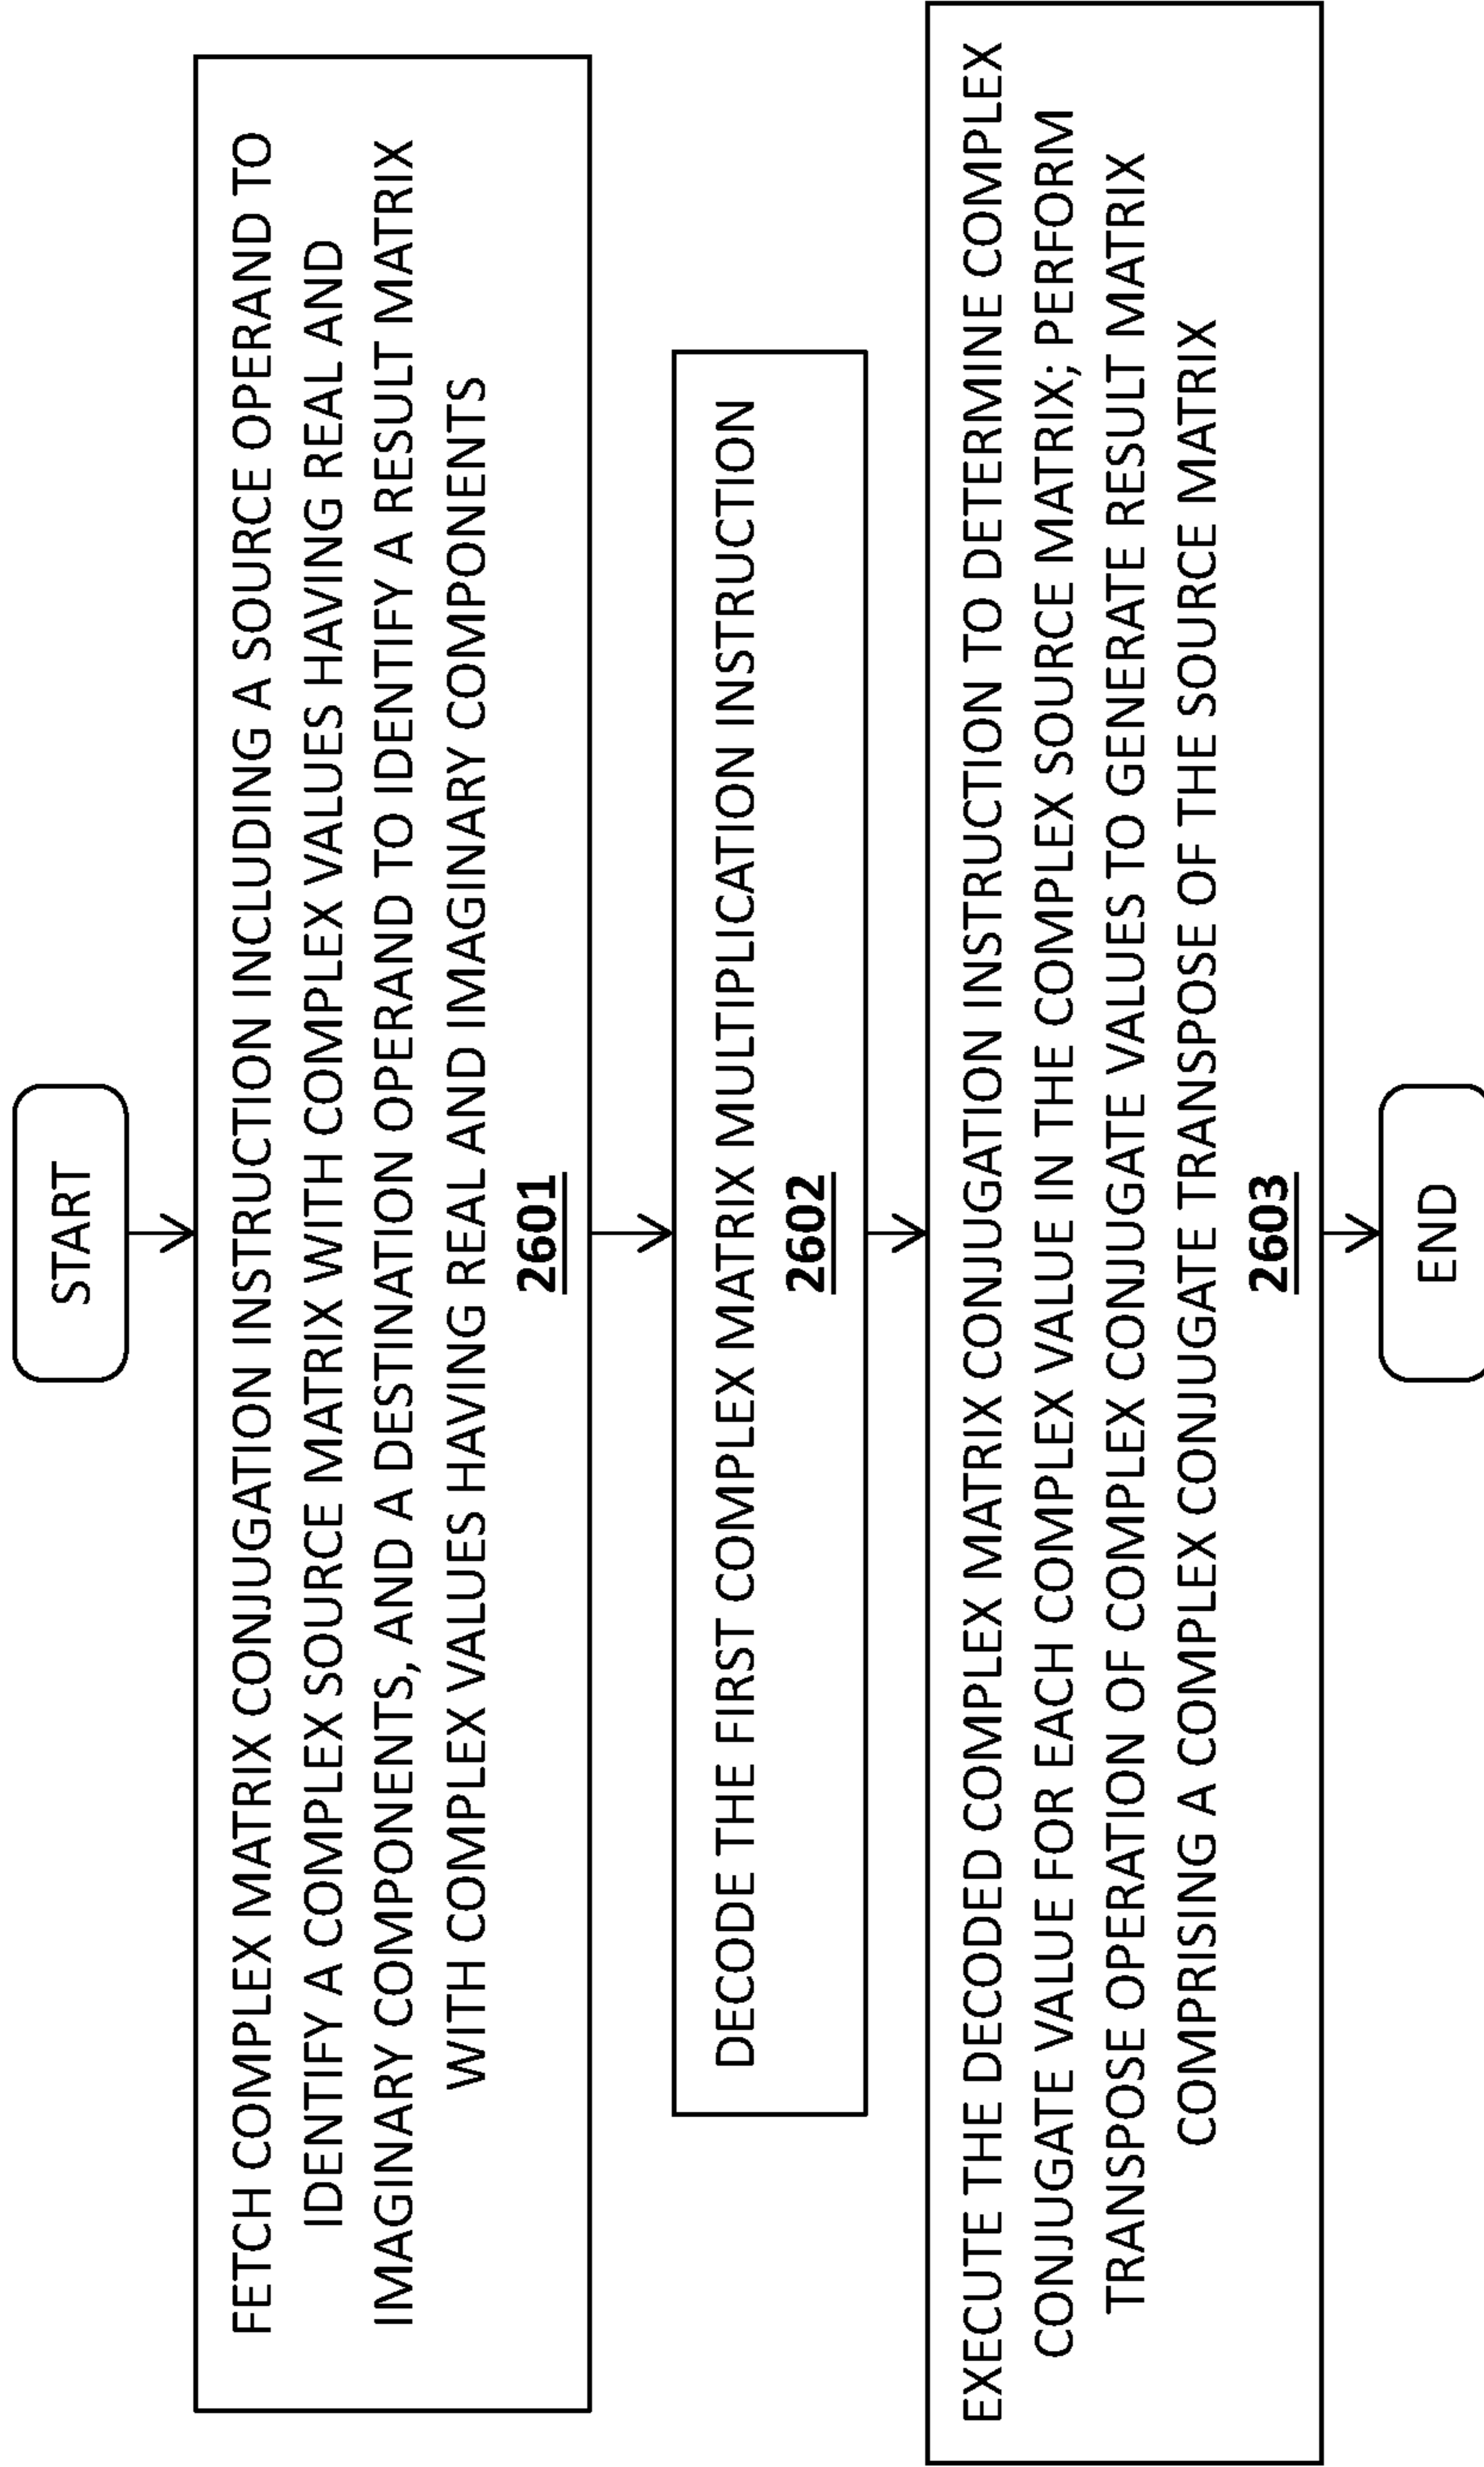 START
FETCH COMPLEX MATRIX CONJUGATION INSTRUCTION INCLUDING A SOURCE OPERAND TO
IDENTIFY A COMPLEX SOURCE MATRIX WITH COMPLEX VALUES HAVING REAL AND
IMAGINARY COMPONENTS, AND A DESTINATION OPERAND TO IDENTIFY A RESULT MATRIX
WITH COMPLEX VALUES HAVING REAL AND IMAGINARY COMPONENTS
2601
DECODE THE FIRST COMPLEX MATRIX MULTIPLICATION INSTRUCTION
2602
EXECUTE THE DECODED COMPLEX MATRIX CONJUGATION INSTRUCTION TO DETERMINE COMPLEX
CONJUGATE VALUE FOR EACH COMPLEX VALUE IN THE COMPLEX SOURCE MATRIX; PERFORM
TRANSPOSE OPERATION OF COMPLEX CONJUGATE VALUES TO GENERATE RESULT MATRIX
COMPRISING A COMPLEX CONJUGATE TRANSPOSE OF THE SOURCE MATRIX
2603
END